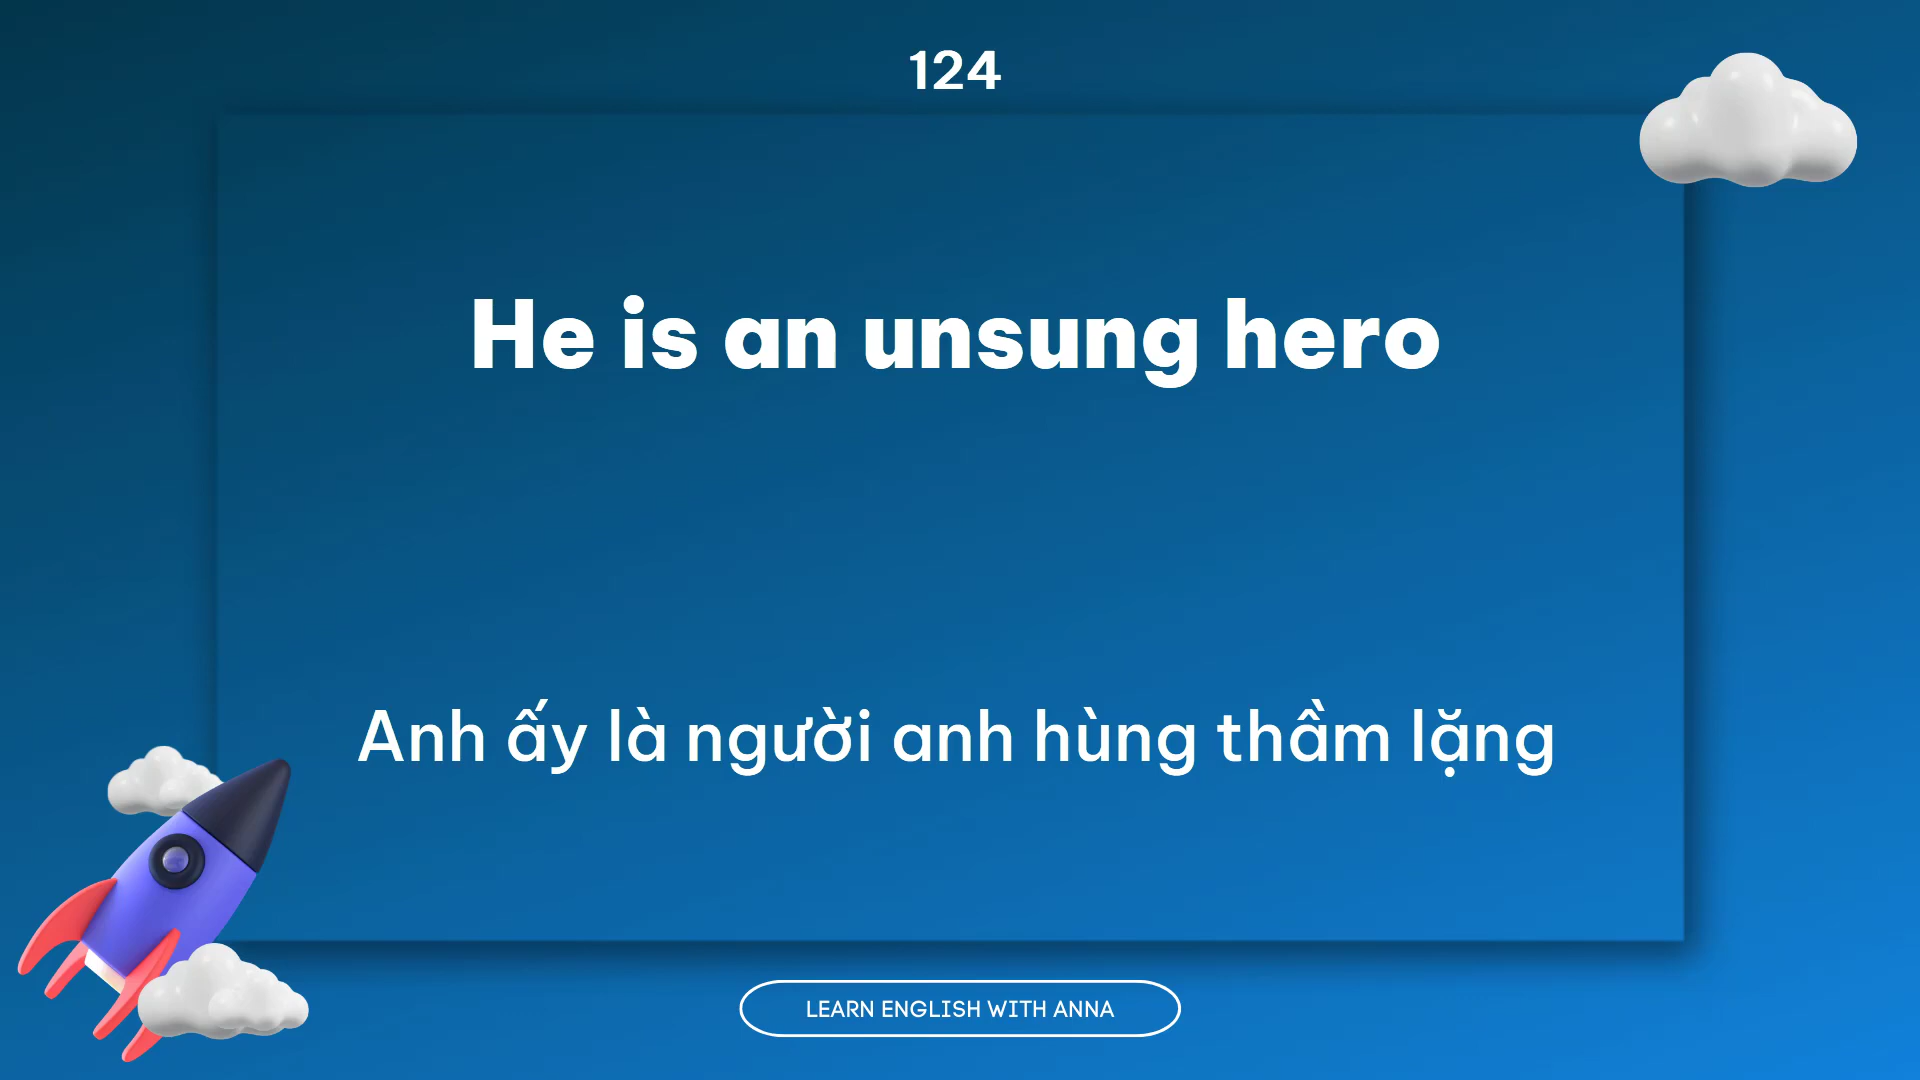 124
He is an unsung hero
Anh ấy là người anh hùng thầm lặng
LEARN ENGLISH WITH ANNA